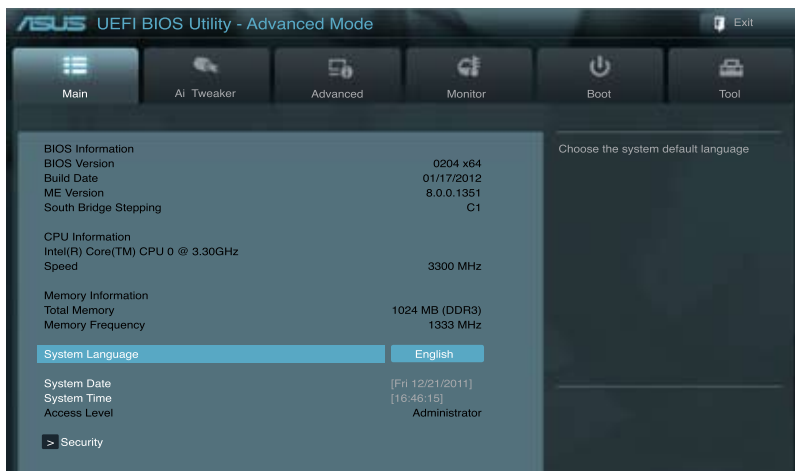 ASUS UEFI BIOS Utility - Advanced Mode
Exit
Main
Ai Tweaker
Advanced
Monitor
Boot
Tool
BIOS Information
BIOS Version 0204 x64
Build Date 01/17/2012
ME Version 8.0.0.1351
South Bridge Stepping C1
CPU Information
Intel(R) Core(TM) CPU 0 @ 3.30GHz
Speed 3300 MHz
Memory Information
Total Memory 1024 MB (DDR3)
Memory Frequency 1333 MHz
System Language English
System Date [Fri 12/21/2011]
System Time [16:46:15]
Access Level Administrator
> Security
Choose the system default language